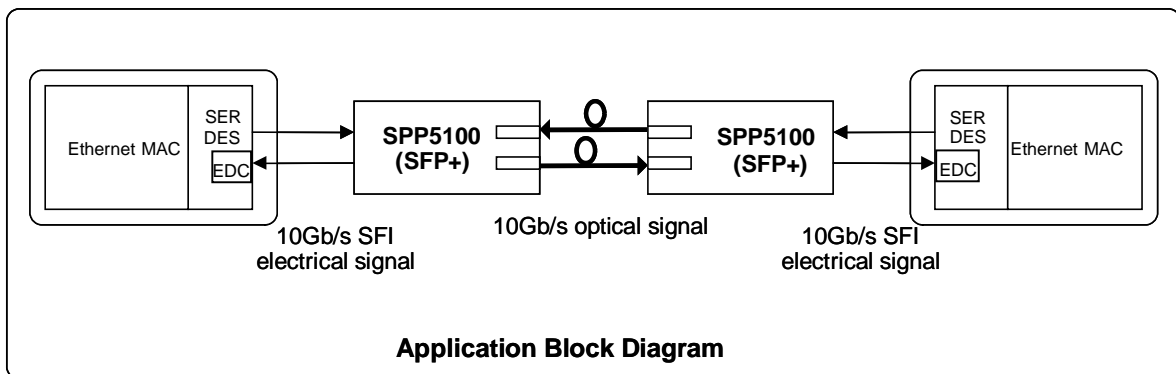 Ethernet MAC
SER
DES
EDC
SPP5100
(SFP+)
SPP5100
(SFP+)
SER
DES
EDC
Ethernet MAC
10Gb/s SFI
electrical signal
10Gb/s optical signal
10Gb/s SFI
electrical signal
Application Block Diagram